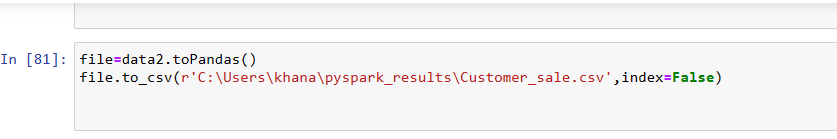 In [81]: file=data2.toPandas()
file.to_csv(r'C:\Users\khana\pyspark_results\Customer_sale.csv',index=False)